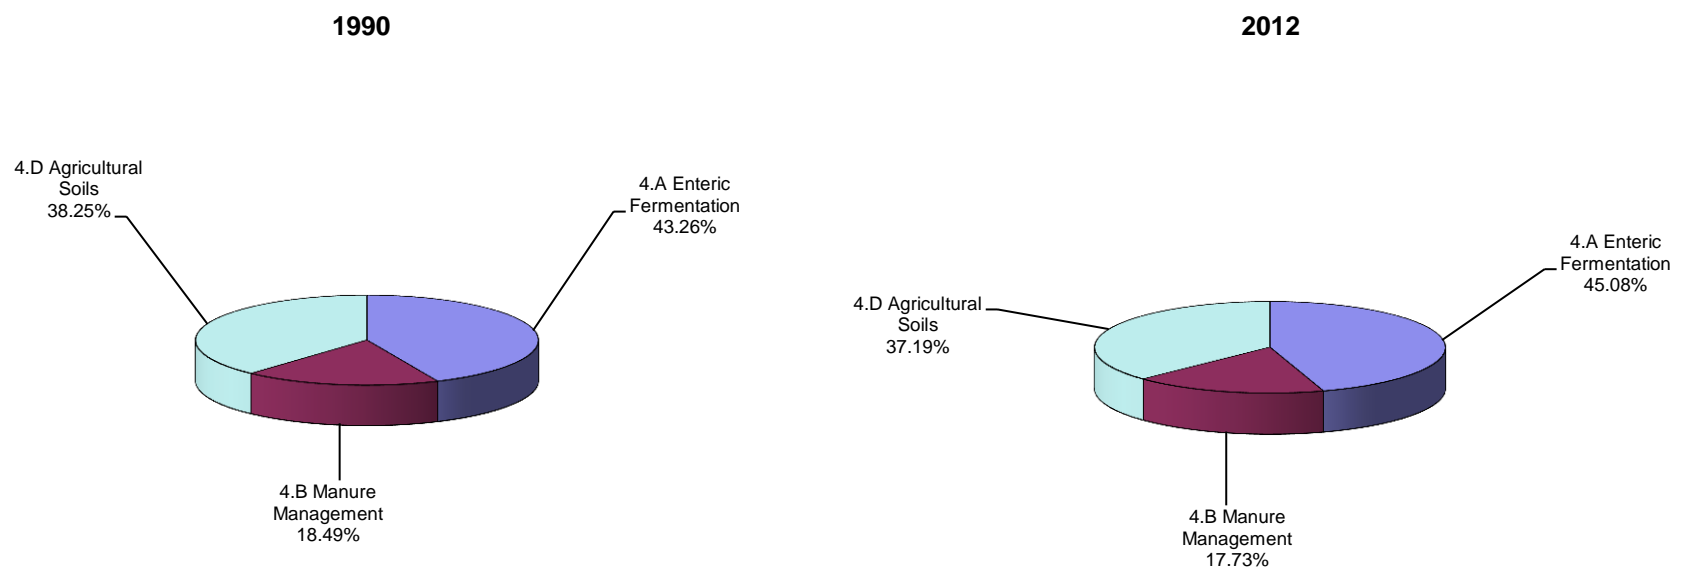 1990
4.D Agricultural
Soils
38.25%
4.A Enteric
Fermentation
43.26%
4.B Manure
Management
18.49%
2012
4.D Agricultural
Soils
37.19%
4.A Enteric
Fermentation
45.08%
4.B Manure
Management
17.73%